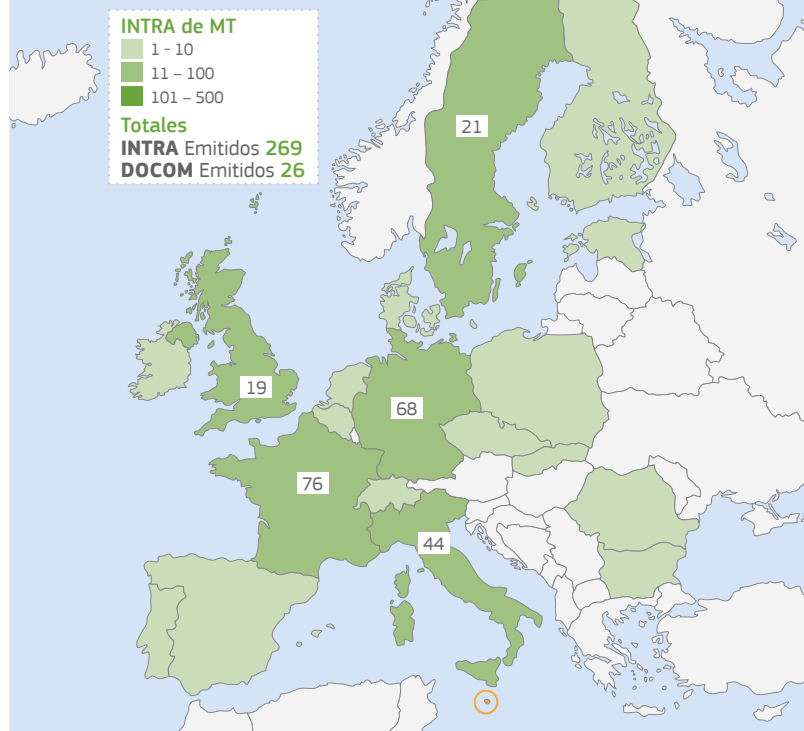 INTRA de MT
1 - 10
11 – 100
101 – 500
Totales
INTRA Emitidos 269
DOCOM Emitidos 26
21
19
68
76
44